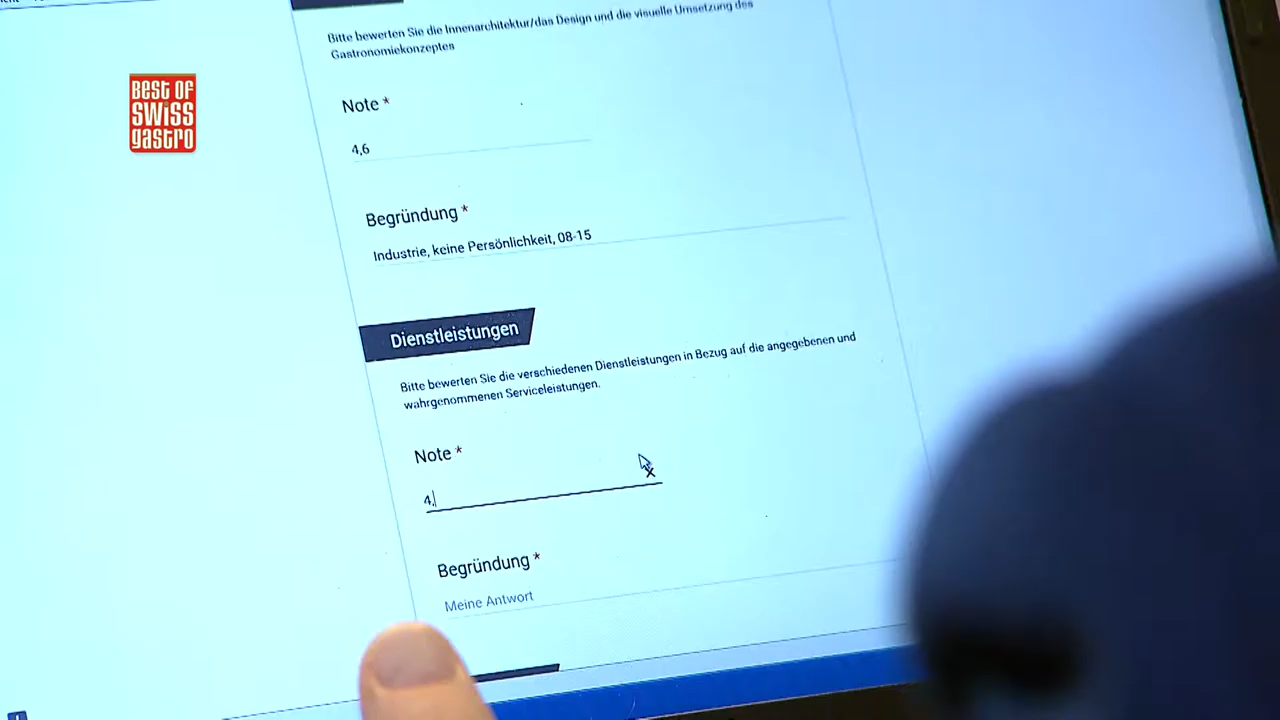 Bitte bewerten Sie die Innenarchitektur/das Design und die visuelle Umsetzung des
Gastronomiekonzeptes
BEST OF
SWiSS
gastro
Note *
4,6
Begründung *
Industrie, keine Persönlichkeit, 08-15
Dienstleistungen
Bitte bewerten Sie die verschiedenen Dienstleistungen in Bezug auf die angegebenen und
wahrgenommenen Serviceleistungen.
Note *
4,
Begründung *
Meine Antwort